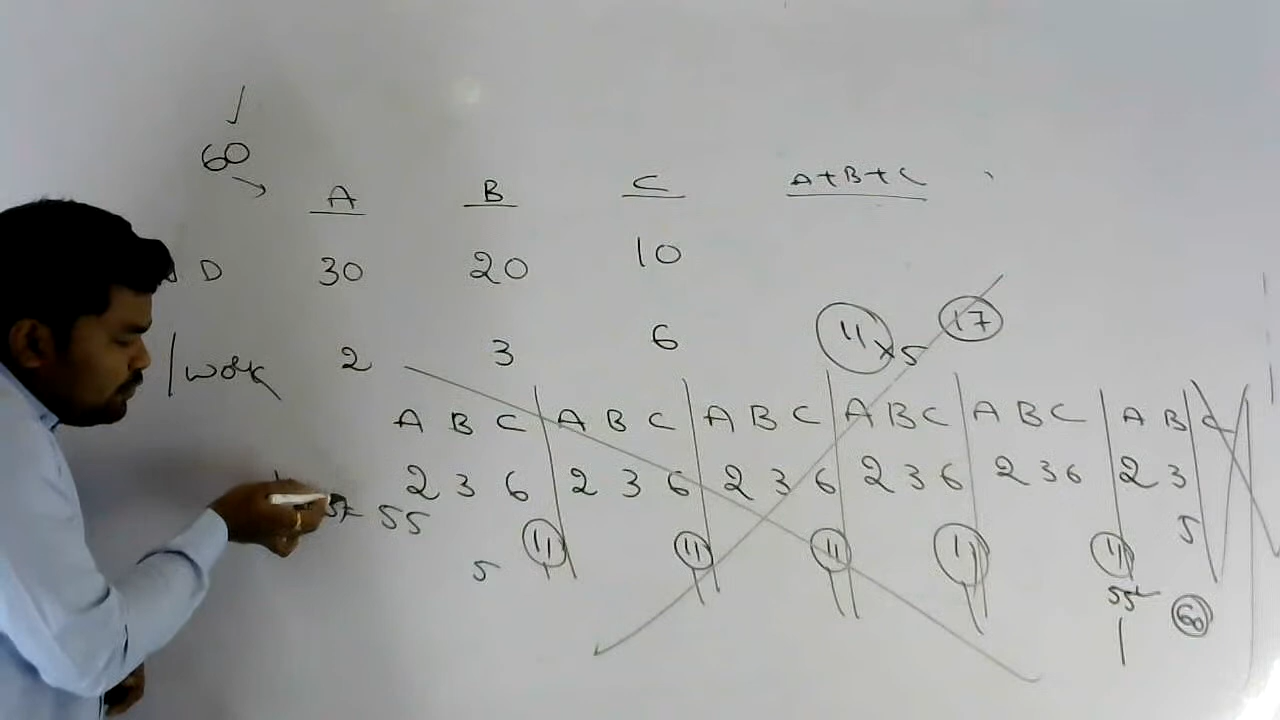 60
A B C A+B+C
D 30 20 10
/work 2 3 6 11 x 5 17
A B C | A B C | A B C | A B C | A B C | A B | C
2 3 6 | 2 3 6 | 2 3 6 | 2 3 6 | 2 3 6 | 2 3
55 5
5 11 11 11 11 11
55 60